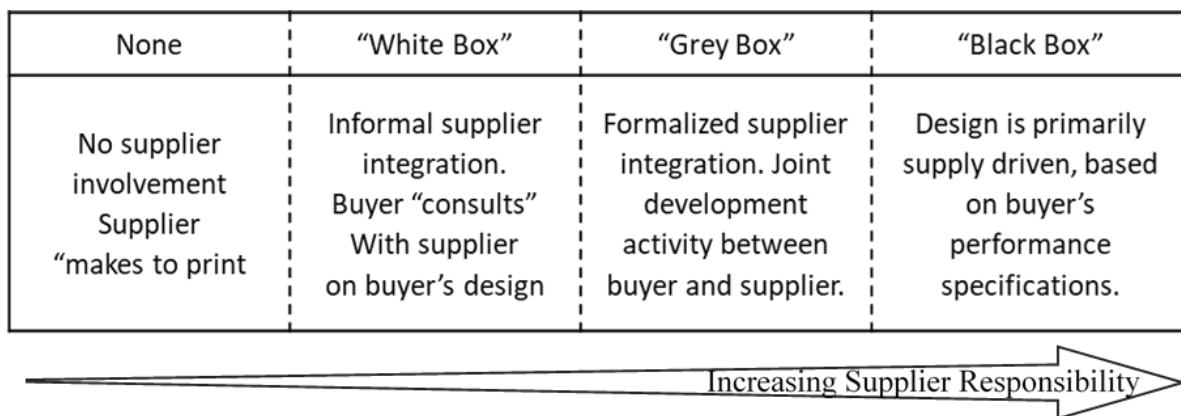 None
“White Box”
“Grey Box”
“Black Box”
No supplier
involvement
Supplier
“makes to print
Informal supplier
integration.
Buyer “consults”
With supplier
on buyer’s design
Formalized supplier
integration. Joint
development
activity between
buyer and supplier.
Design is primarily
supply driven, based
on buyer’s
performance
specifications.
Increasing Supplier Responsibility